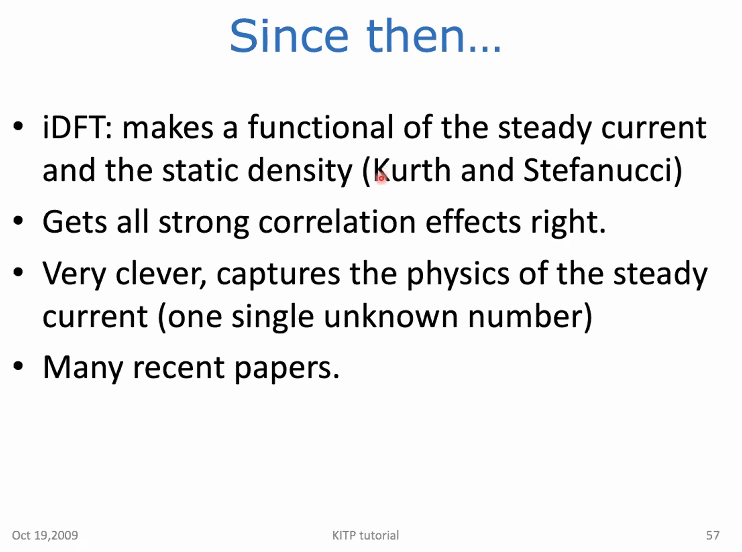 Since then…
• iDFT: makes a functional of the steady current
and the static density (Kurth and Stefanucci)
• Gets all strong correlation effects right.
• Very clever, captures the physics of the steady
current (one single unknown number)
• Many recent papers.
Oct 19,2009 KITP tutorial 57